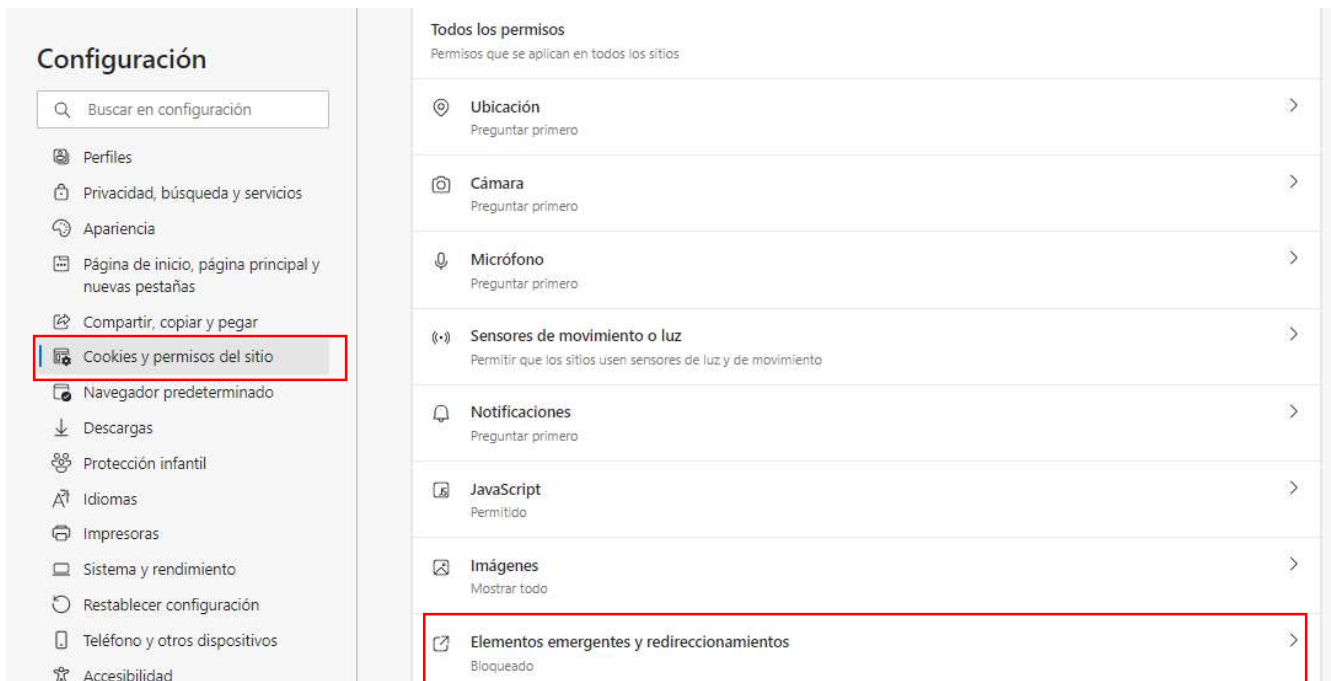 Configuración
Buscar en configuración
Perfiles
Privacidad, búsqueda y servicios
Apariencia
Página de inicio, página principal y
nuevas pestañas
Compartir, copiar y pegar
Cookies y permisos del sitio
Navegador predeterminado
Descargas
Protección infantil
Idiomas
Impresoras
Sistema y rendimiento
Restablecer configuración
Teléfono y otros dispositivos
Accesibilidad
Todos los permisos
Permisos que se aplican en todos los sitios
Ubicación
Preguntar primero
Cámara
Preguntar primero
Micrófono
Preguntar primero
Sensores de movimiento o luz
Permitir que los sitios usen sensores de luz y de movimiento
Notificaciones
Preguntar primero
JavaScript
Permitido
Imágenes
Mostrar todo
Elementos emergentes y redireccionamientos
Bloqueado